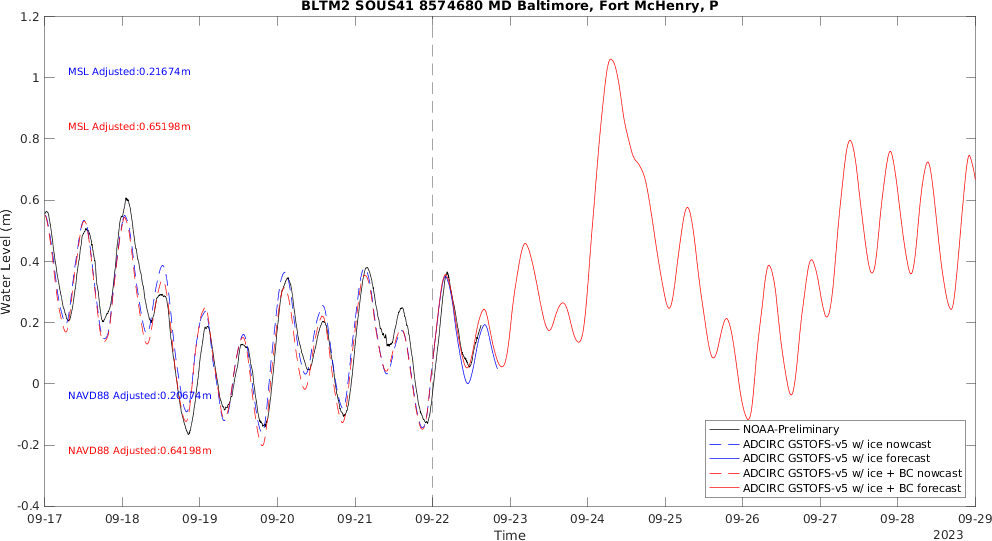 BLTM2 SOUS41 8574680 MD Baltimore, Fort McHenry, P
1.2
1
0.8
0.6
0.4
0.2
0
-0.2
-0.4
Water Level (m)
MSL Adjusted:0.21674m
MSL Adjusted:0.65198m
NAVD88 Adjusted:0.20674m
NAVD88 Adjusted:0.64198m
NOAA-Preliminary
ADCIRC GSTOFS-v5 w/ ice nowcast
ADCIRC GSTOFS-v5 w/ ice forecast
ADCIRC GSTOFS-v5 w/ ice + BC nowcast
ADCIRC GSTOFS-v5 w/ ice + BC forecast
09-17 09-18 09-19 09-20 09-21 09-22 09-23 09-24 09-25 09-26 09-27 09-28 09-29
Time
2023